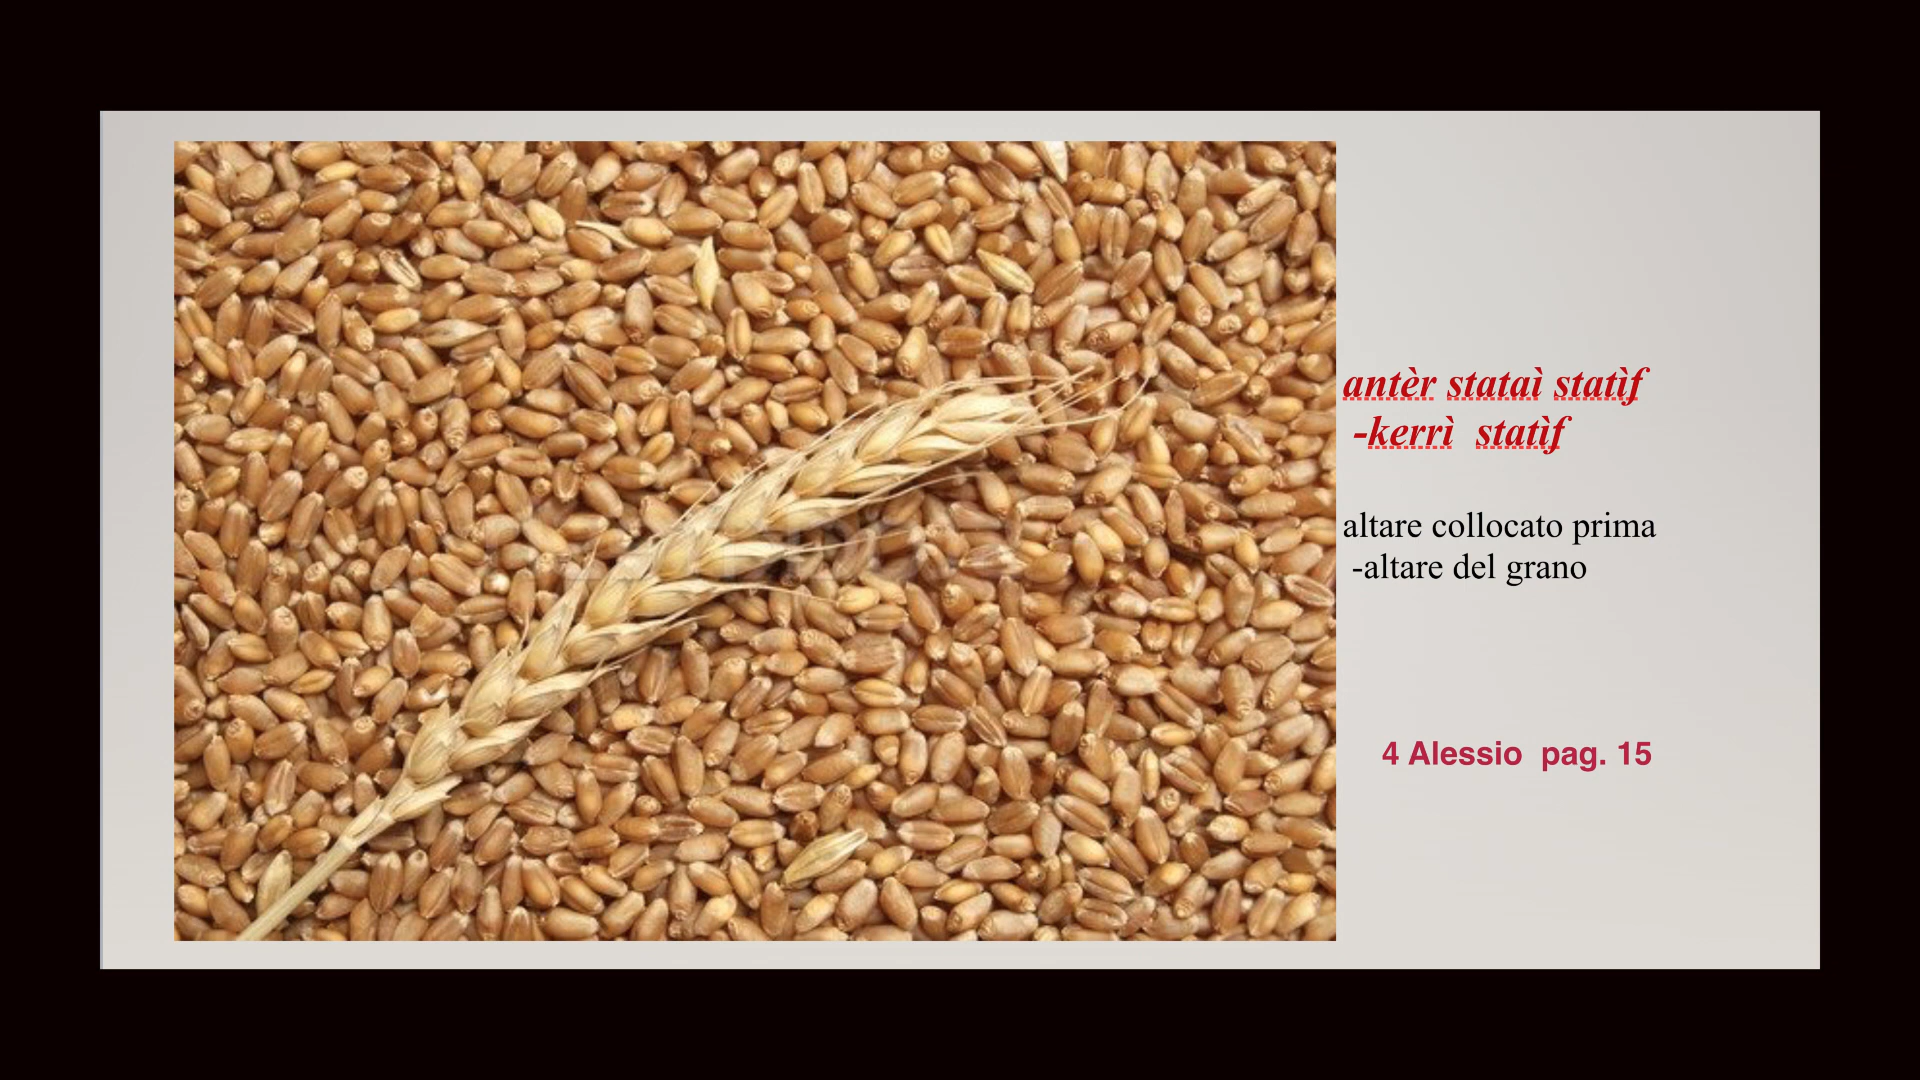 antèr stataì statìf
-kerrì statìf
altare collocato prima
-altare del grano
4 Alessio pag. 15